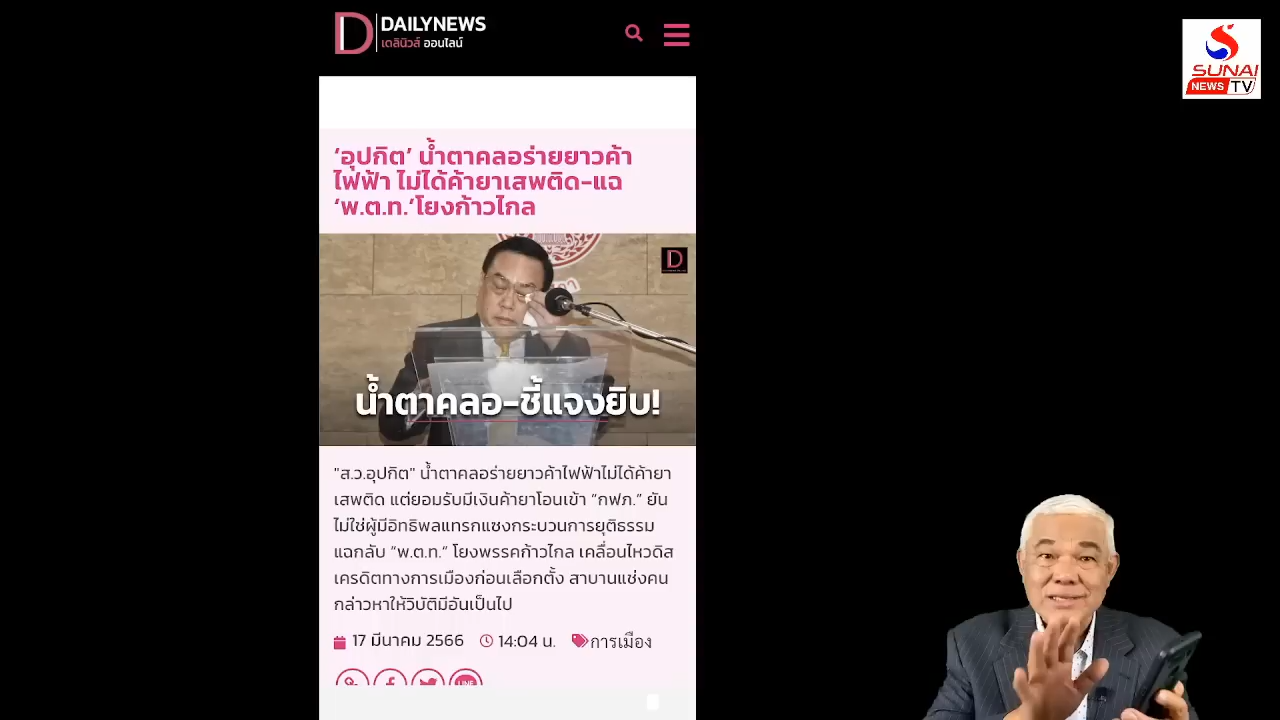 DAILYNEWS
เดลินิวส์ ออนไลน์
SUNAI
NEWS TV
‘อุปกิต’ น้ำตาคลอร่ายยาวค้า
ไฟฟ้า ไม่ได้ค้ายาเสพติด-แฉ
‘พ.ต.ท.‘โยงก้าวไกล
น้ำตาคลอ-ชี้แจงยิบ!
"ส.ว.อุปกิต" น้ำตาคลอร่ายยาวค้าไฟฟ้าไม่ได้ค้ายา
เสพติด แต่ยอมรับมีเงินค้ายาโอนเข้า “กฟภ.” ยัน
ไม่ใช่ผู้มีอิทธิพลแทรกแซงกระบวนการยุติธรรม
แฉกลับ “พ.ต.ท.“ โยงพรรคก้าวไกล เคลื่อนไหวดิส
เครดิตทางการเมืองก่อนเลือกตั้ง สาบานแช่งคน
กล่าวหาให้วิบัติมีอันเป็นไป
17 มีนาคม 2566 14:04 น. การเมือง
LINE